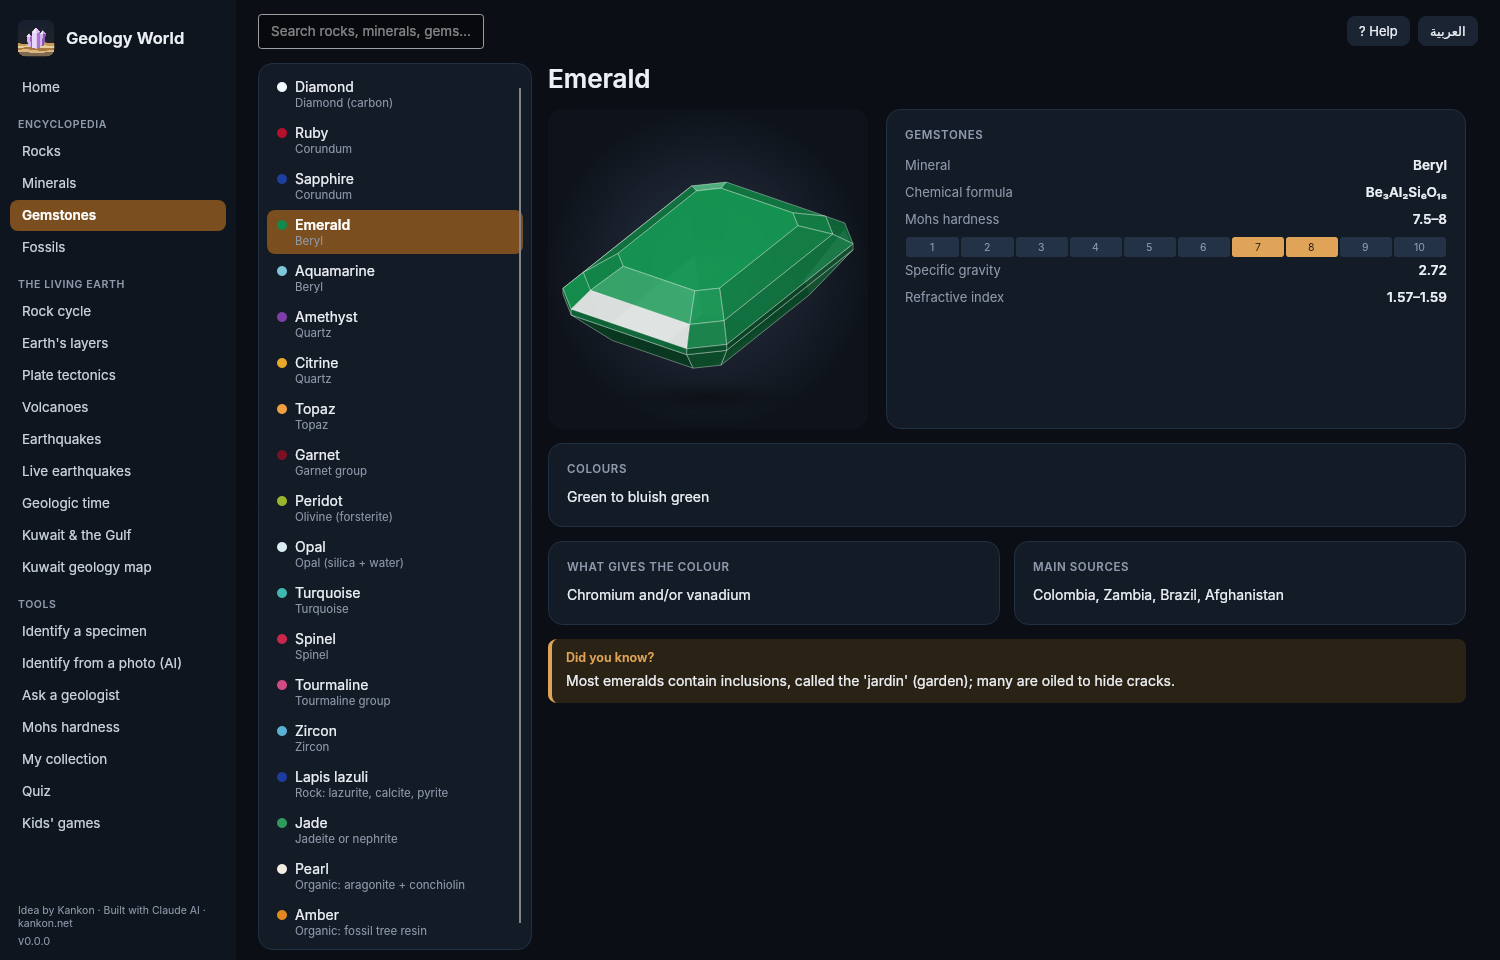 Geology World
Home
ENCYCLOPEDIA
Rocks
Minerals
Gemstones
Fossils
THE LIVING EARTH
Rock cycle
Earth's layers
Plate tectonics
Volcanoes
Earthquakes
Live earthquakes
Geologic time
Kuwait & the Gulf
Kuwait geology map
TOOLS
Identify a specimen
Identify from a photo (AI)
Ask a geologist
Mohs hardness
My collection
Quiz
Kids' games
Idea by Kankon · Built with Claude AI ·
kankon.net
v0.0.0
Search rocks, minerals, gems...
? Help
العربية
Diamond
Diamond (carbon)
Ruby
Corundum
Sapphire
Corundum
Emerald
Beryl
Aquamarine
Beryl
Amethyst
Quartz
Citrine
Quartz
Topaz
Topaz
Garnet
Garnet group
Peridot
Olivine (forsterite)
Opal
Opal (silica + water)
Turquoise
Turquoise
Spinel
Spinel
Tourmaline
Tourmaline group
Zircon
Zircon
Lapis lazuli
Rock: lazurite, calcite, pyrite
Jade
Jadeite or nephrite
Pearl
Organic: aragonite + conchiolin
Amber
Organic: fossil tree resin
Emerald
GEMSTONES
Mineral Beryl
Chemical formula Be₃Al₂Si₆O₁₈
Mohs hardness 7.5–8
1 2 3 4 5 6 7 8 9 10
Specific gravity 2.72
Refractive index 1.57–1.59
COLOURS
Green to bluish green
WHAT GIVES THE COLOUR
Chromium and/or vanadium
MAIN SOURCES
Colombia, Zambia, Brazil, Afghanistan
Did you know?
Most emeralds contain inclusions, called the 'jardin' (garden); many are oiled to hide cracks.